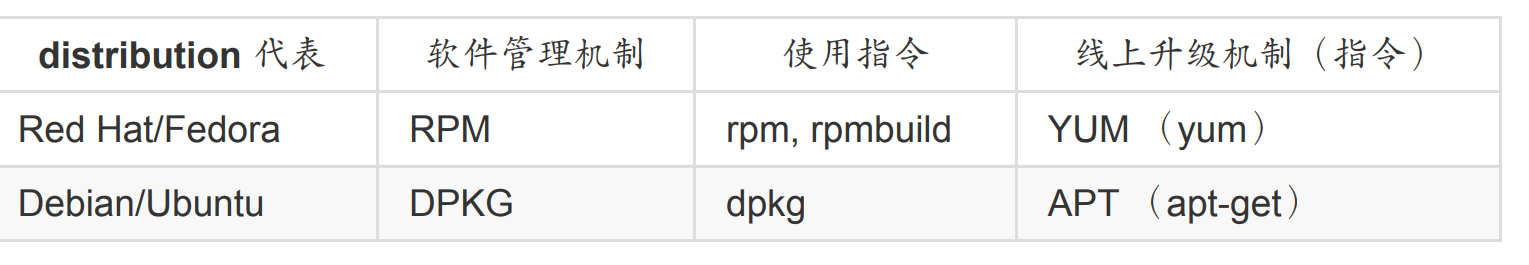 distribution 代表 软件管理机制 使用指令 线上升级机制（指令）
Red Hat/Fedora RPM rpm, rpmbuild YUM （yum）
Debian/Ubuntu DPKG dpkg APT （apt-get）